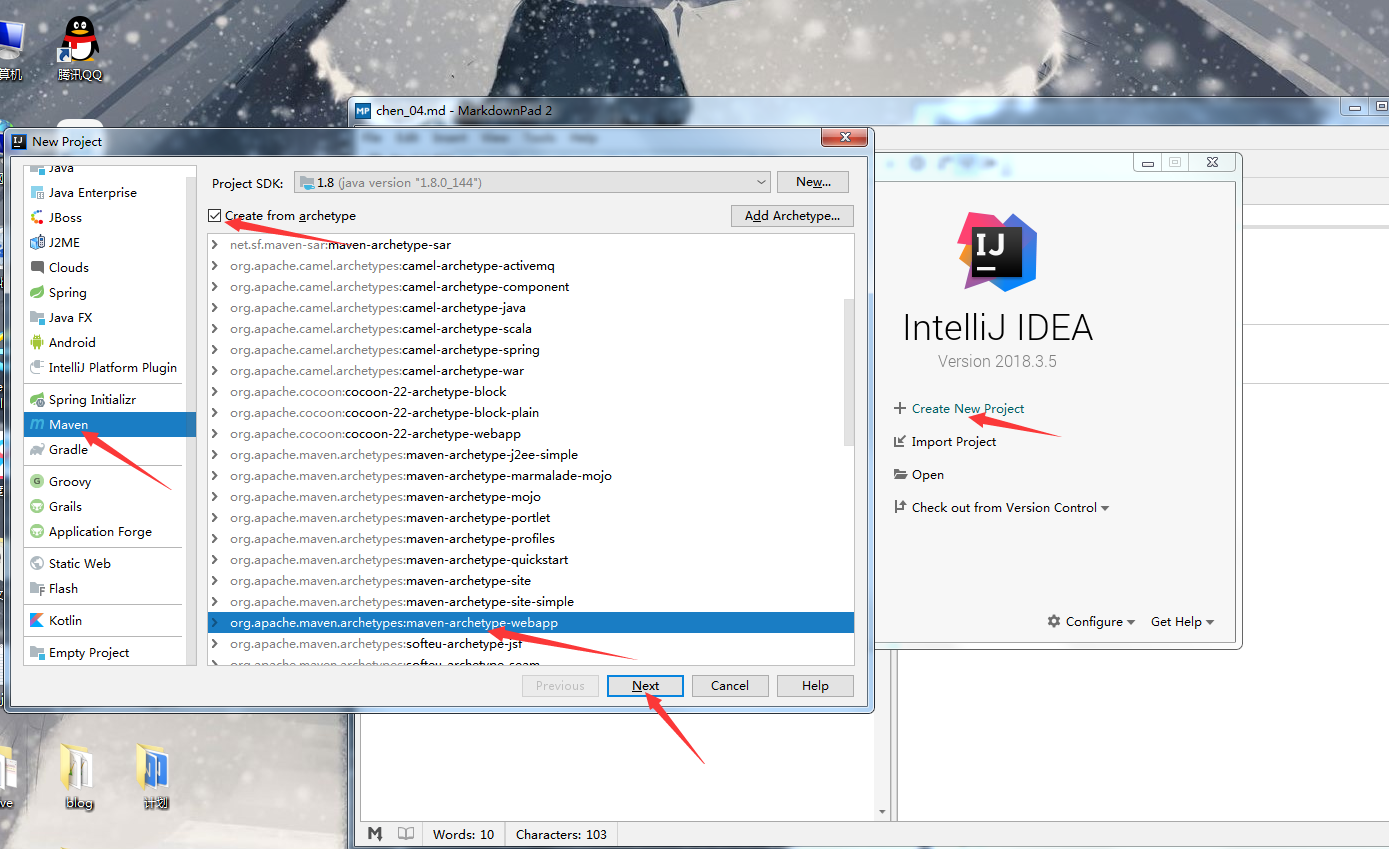 算机
腾讯QQ
MP chen_04.md - MarkdownPad 2
New Project
Java
Java Enterprise
JBoss
J2ME
Clouds
Spring
Java FX
Android
IntelliJ Platform Plugin
Spring Initializr
Maven
Gradle
Groovy
Grails
Application Forge
Static Web
Flash
Kotlin
Empty Project
Project SDK: 1.8 (java version "1.8.0_144") New...
Create from archetype Add Archetype...
net.sf.maven-sar:maven-archetype-sar
org.apache.camel.archetypes:camel-archetype-activemq
org.apache.camel.archetypes:camel-archetype-component
org.apache.camel.archetypes:camel-archetype-java
org.apache.camel.archetypes:camel-archetype-scala
org.apache.camel.archetypes:camel-archetype-spring
org.apache.camel.archetypes:camel-archetype-war
org.apache.cocoon:cocoon-22-archetype-block
org.apache.cocoon:cocoon-22-archetype-block-plain
org.apache.cocoon:cocoon-22-archetype-webapp
org.apache.maven.archetypes:maven-archetype-j2ee-simple
org.apache.maven.archetypes:maven-archetype-marmalade-mojo
org.apache.maven.archetypes:maven-archetype-mojo
org.apache.maven.archetypes:maven-archetype-portlet
org.apache.maven.archetypes:maven-archetype-profiles
org.apache.maven.archetypes:maven-archetype-quickstart
org.apache.maven.archetypes:maven-archetype-site
org.apache.maven.archetypes:maven-archetype-site-simple
org.apache.maven.archetypes:maven-archetype-webapp
org.apache.maven.archetypes:softeu-archetype-jsf
org.apache.maven.archetypes:softeu-archetype-seam
Previous Next Cancel Help
IJ
IntelliJ IDEA
Version 2018.3.5
Create New Project
Import Project
Open
Check out from Version Control
Configure Get Help
ve
blog
计划
Words: 10 Characters: 103